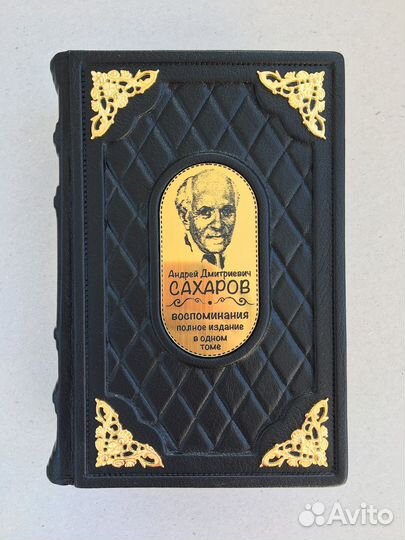 Андрей Дмитриевич
САХАРОВ
воспоминания
полное издание
в одном
томе
Avito